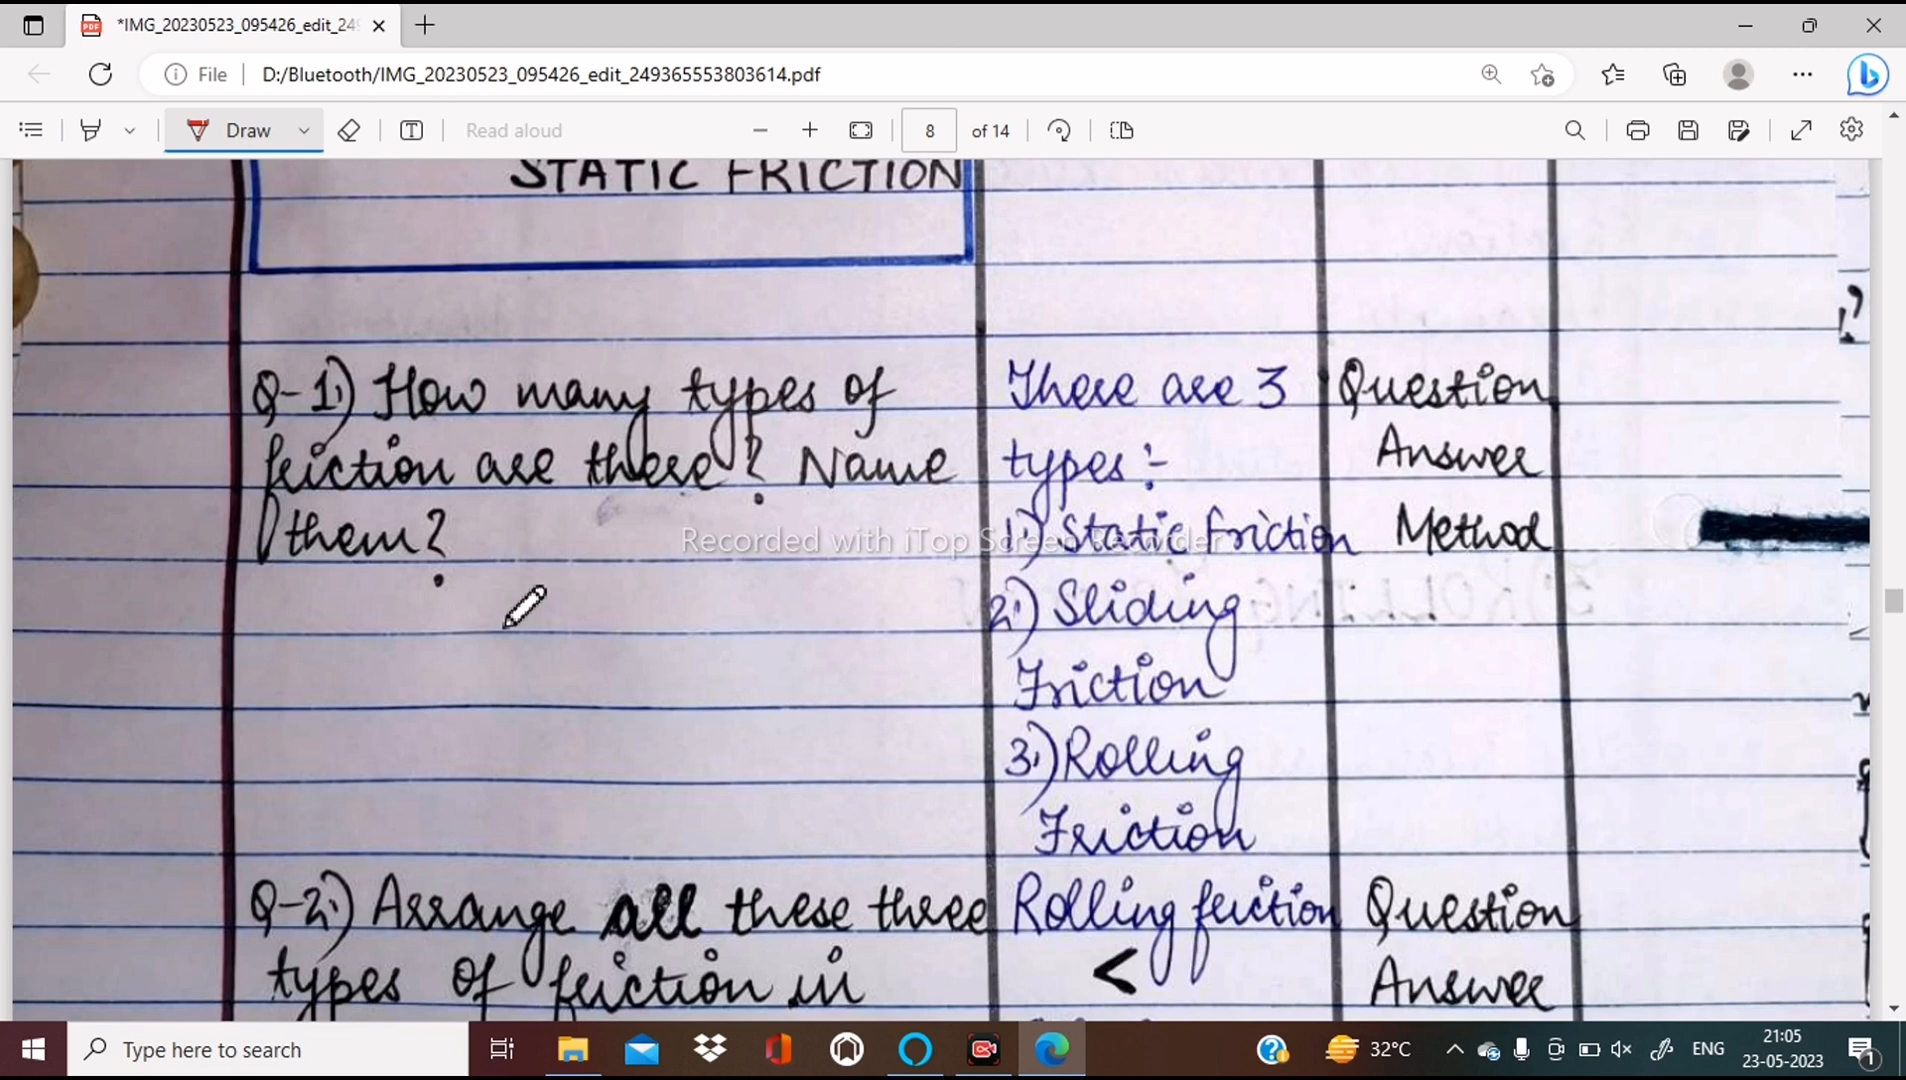 *IMG_20230523_095426_edit_249
File
D:/Bluetooth/IMG_20230523_095426_edit_249365553803614.pdf
Draw
Read aloud
8 of 14
STATIC FRICTION
Q-1) How many types of
friction are there? Name
them?
There are 3
types:-
1.) Static friction
2.) Sliding
Friction
3.) Rolling
Friction
Question
Answer
Method
Recorded with iTop Screen Recorder
Q-2.) Arrange all these three
types of friction in
Rolling friction
<
Question
Answer
Type here to search
32°C
ENG
21:05
23-05-2023
1